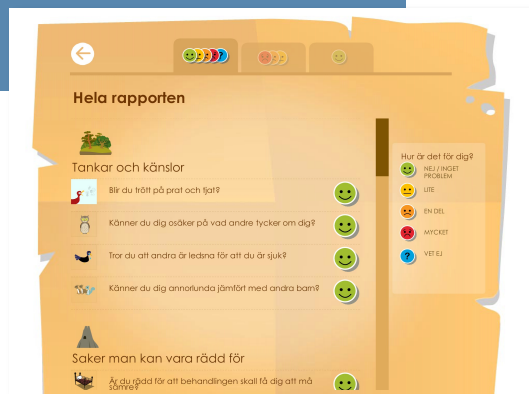 Hela rapporten
Tankar och känslor
Blir du trött på prat och tjat?
Känner du dig osäker på vad andre tycker om dig?
Tror du att andra är ledsna för att du är sjuk?
Känner du dig annorlunda jämfört med andra barn?
Saker man kan vara rädd för
Är du rädd för att behandlingen skall få dig att må
sämre?
Hur är det för dig?
NEJ / INGET
PROBLEM
LITE
EN DEL
MYCKET
VET EJ